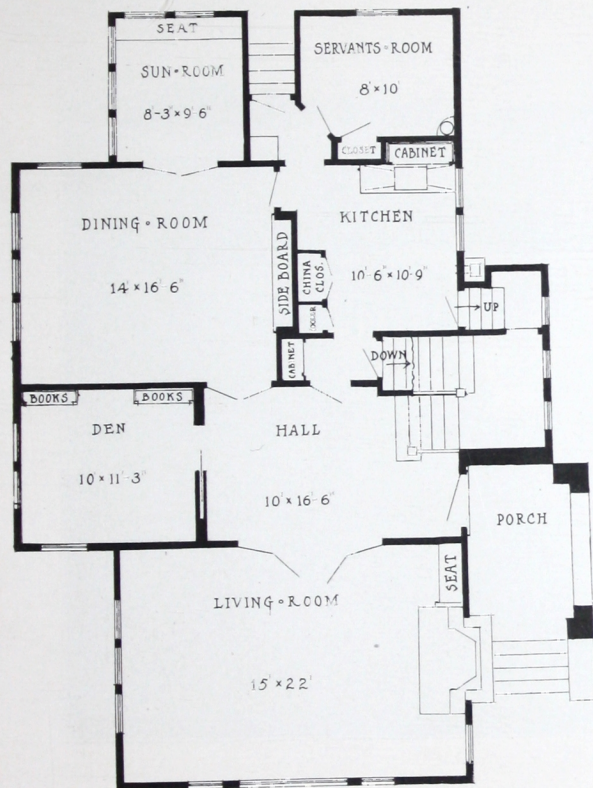 SEAT
SUN·ROOM
8'-3"×9'6"
SERVANTS·ROOM
8'×10'
CLOSET
CABINET
DINING·ROOM
14'×16'-6"
SIDE BOARD
CHINA
CLOS.
KITCHEN
10'-6"×10'-9"
UP
CABINET
DOWN
BOOKS
BOOKS
DEN
10'×11'-3"
HALL
10'×16'-6"
PORCH
SEAT
LIVING·ROOM
15'×22'